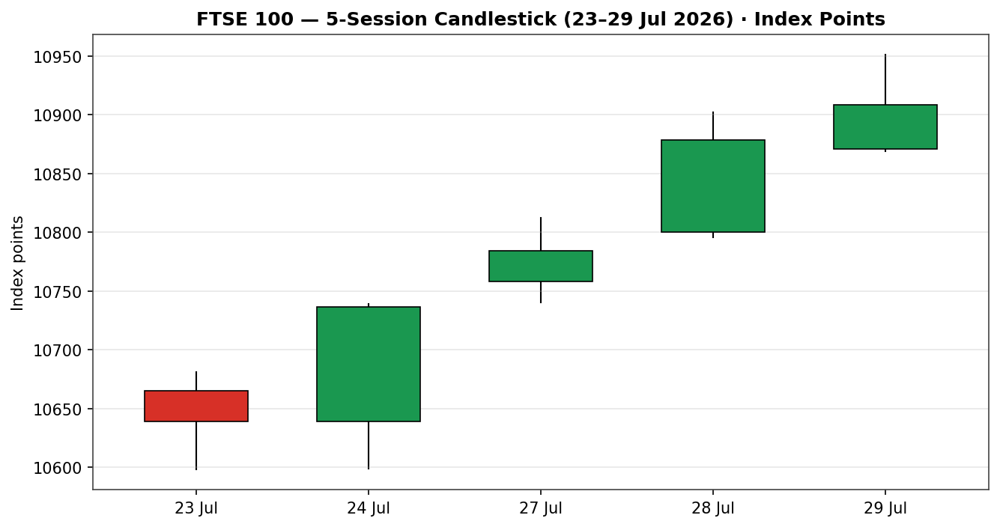 FTSE 100 — 5-Session Candlestick (23–29 Jul 2026) · Index Points
Index points
10950
10900
10850
10800
10750
10700
10650
10600
23 Jul
24 Jul
27 Jul
28 Jul
29 Jul